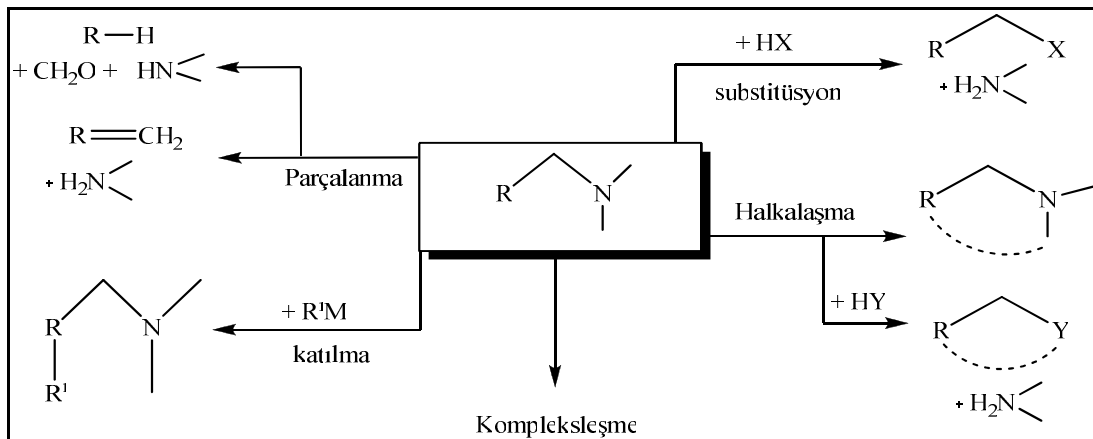 R—H
+ CH2O + HN
R=CH2
+ H2N
Parçalanma
+ HX
substitüsyon
R X
+ H2N
R N
Halkalaşma
R N
+ HY
R Y
+ H2N
+ R¹M
katılma
R N
R¹
Kompleksleşme